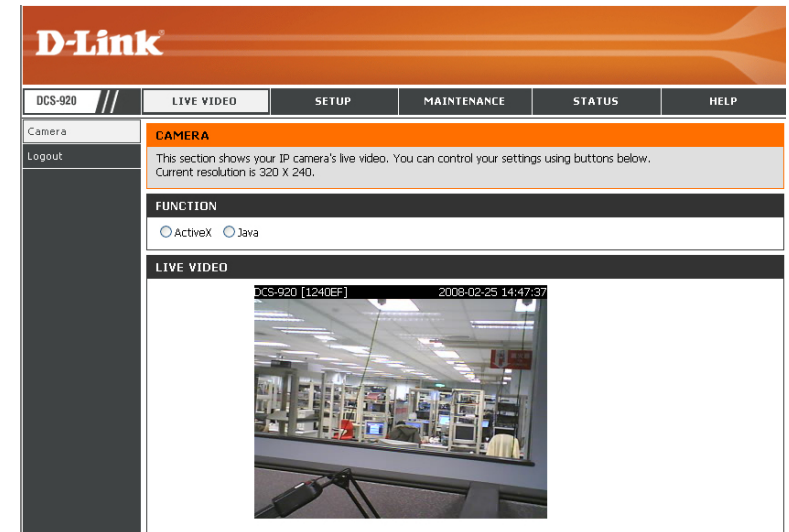 D-Link
DCS-920
LIVE VIDEO
SETUP
MAINTENANCE
STATUS
HELP
Camera
Logout
CAMERA
This section shows your IP camera's live video. You can control your settings using buttons below.
Current resolution is 320 X 240.
FUNCTION
ActiveX
Java
LIVE VIDEO
DCS-920 [1240EF]
2008-02-25 14:47:37